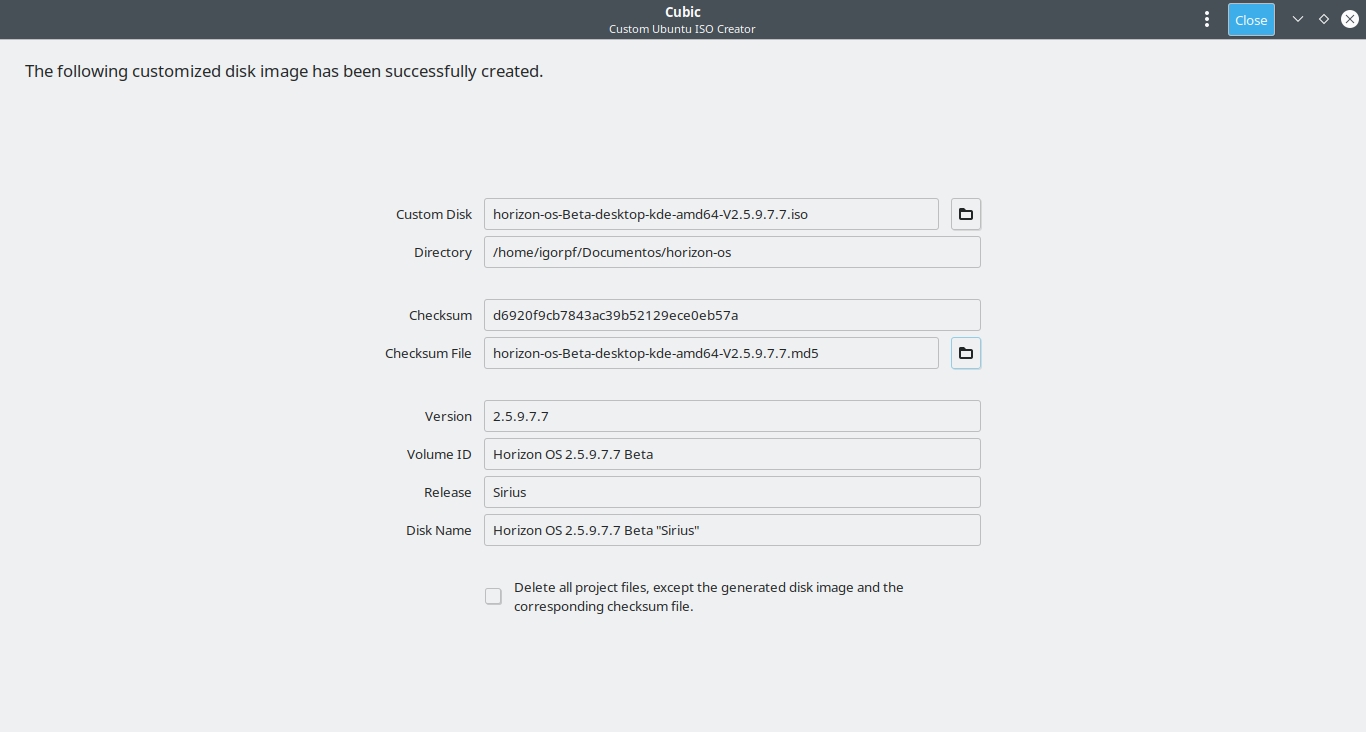 Cubic
Custom Ubuntu ISO Creator
Close
The following customized disk image has been successfully created.
Custom Disk horizon-os-Beta-desktop-kde-amd64-V2.5.9.7.7.iso
Directory /home/igorpf/Documentos/horizon-os
Checksum d6920f9cb7843ac39b52129ece0eb57a
Checksum File horizon-os-Beta-desktop-kde-amd64-V2.5.9.7.7.md5
Version 2.5.9.7.7
Volume ID Horizon OS 2.5.9.7.7 Beta
Release Sirius
Disk Name Horizon OS 2.5.9.7.7 Beta "Sirius"
Delete all project files, except the generated disk image and the
corresponding checksum file.